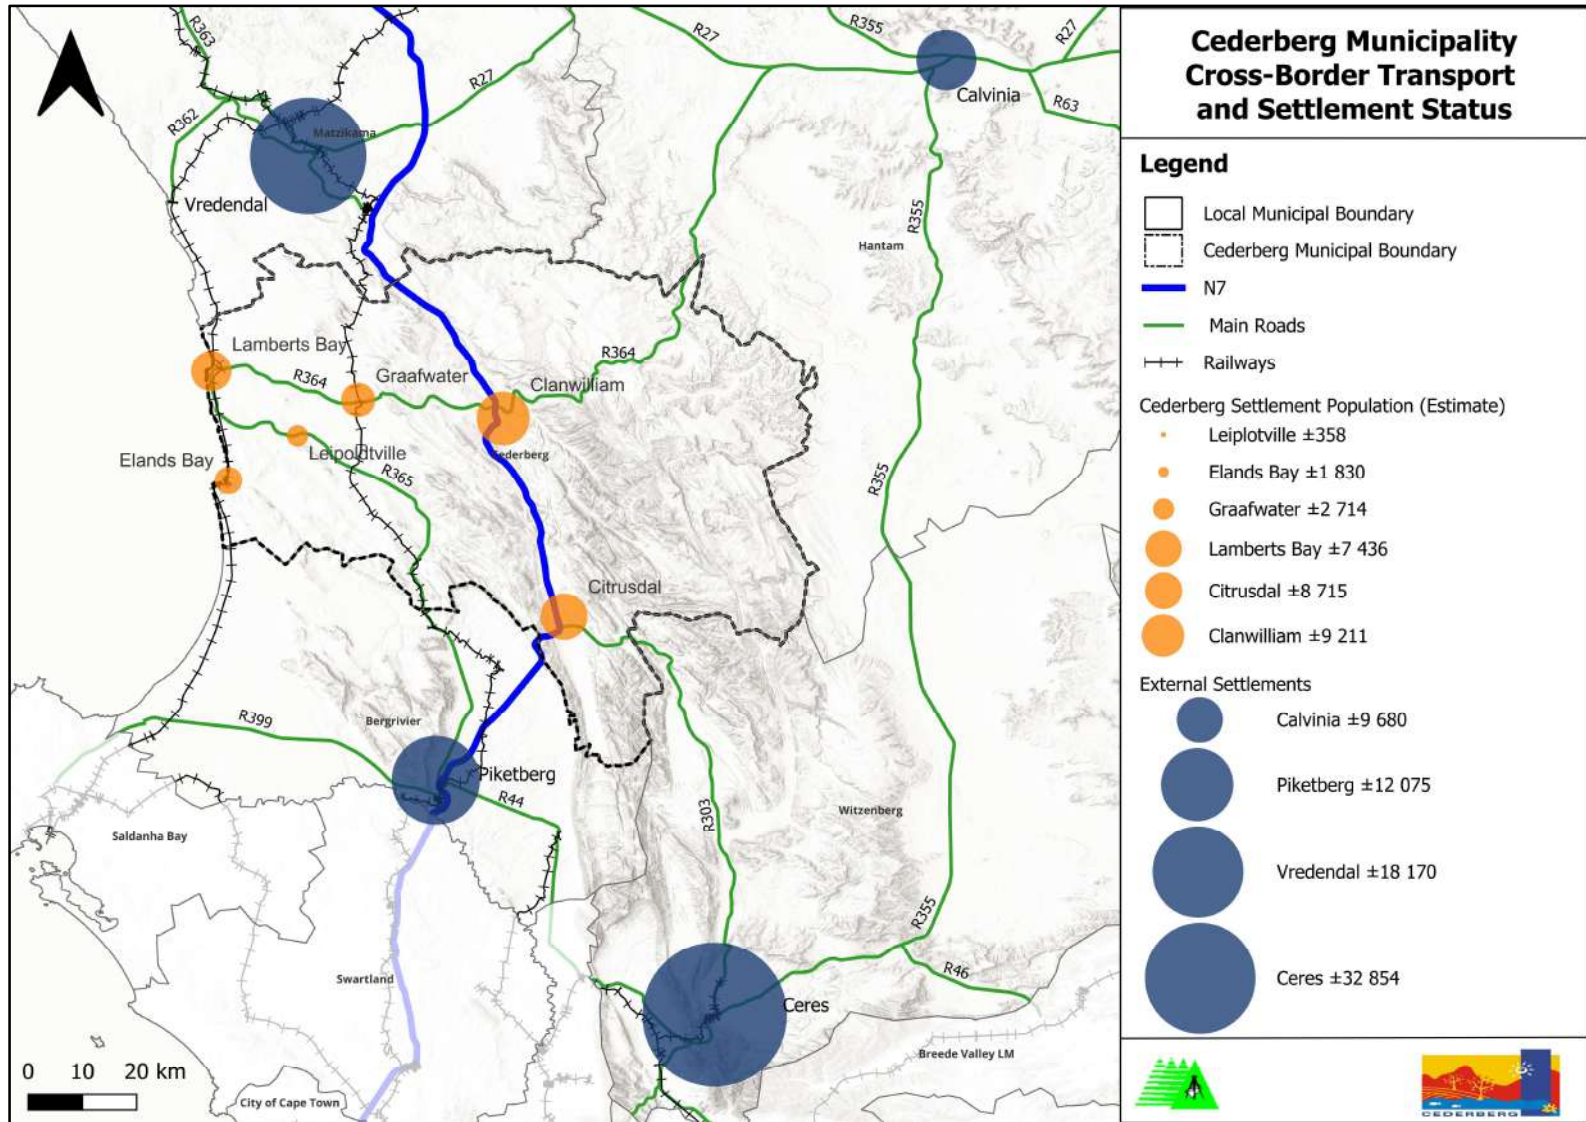 Cederberg Municipality
Cross-Border Transport
and Settlement Status
Legend
Local Municipal Boundary
Cederberg Municipal Boundary
N7
Main Roads
Railways
Cederberg Settlement Population (Estimate)
Leiplotville ±358
Elands Bay ±1 830
Graafwater ±2 714
Lamberts Bay ±7 436
Citrusdal ±8 715
Clanwilliam ±9 211
External Settlements
Calvinia ±9 680
Piketberg ±12 075
Vredendal ±18 170
Ceres ±32 854
CEDERBERG
R363
R27
R355
R27
R27
Calvinia
R63
R362
Matzikama
Vredendal
R355
Hantam
Lamberts Bay
R364
Graafwater
Clanwilliam
R364
Elands Bay
Leipoldtville
Cederberg
R365
R355
Citrusdal
R399
Bergrivier
Piketberg
R44
R303
Witzenberg
Saldanha Bay
R355
Swartland
R46
Ceres
Breede Valley LM
0 10 20 km
City of Cape Town